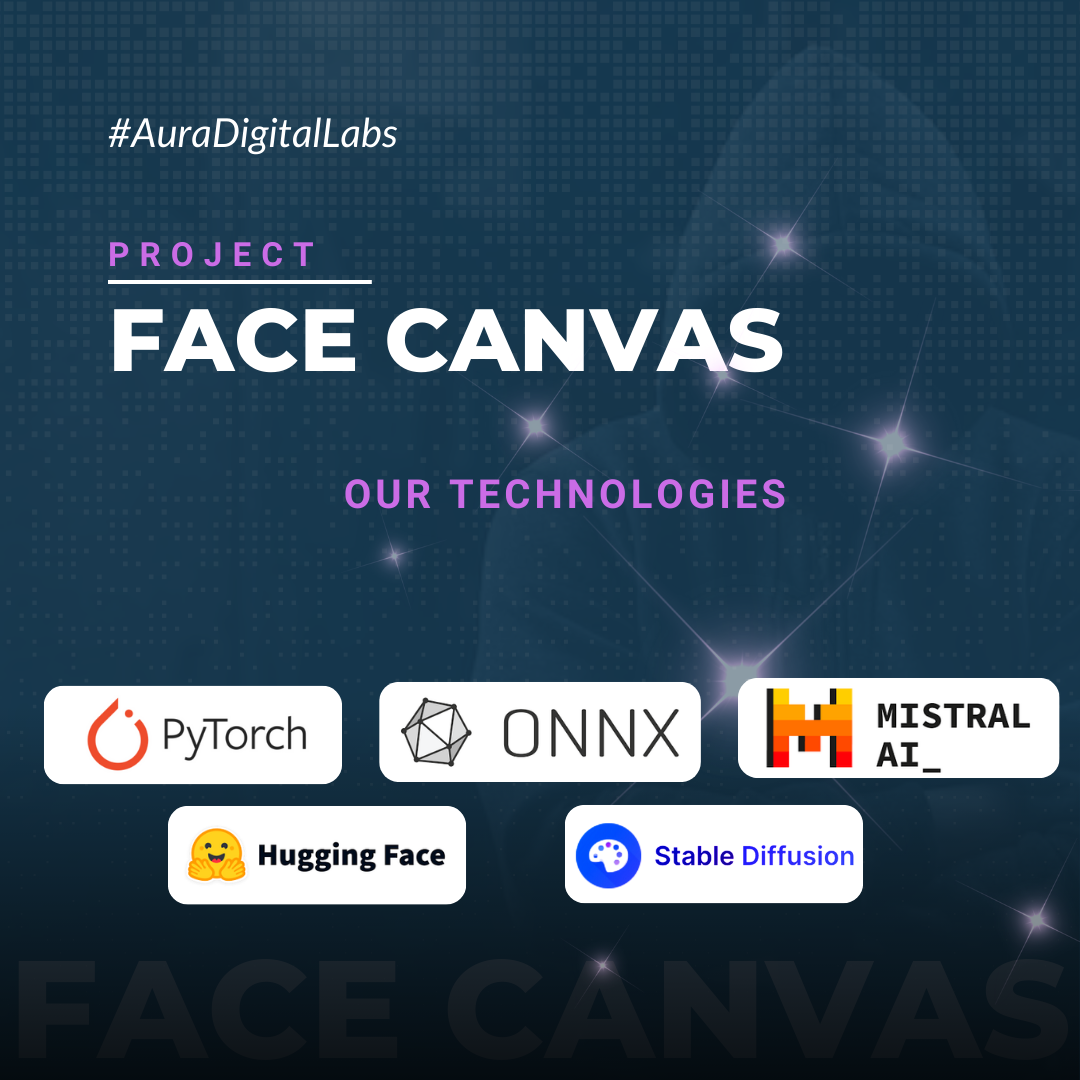 #AuraDigitalLabs
PROJECT
FACE CANVAS
OUR TECHNOLOGIES
PyTorch
ONNX
MISTRAL
AI_
Hugging Face
Stable Diffusion
FACE CANVAS